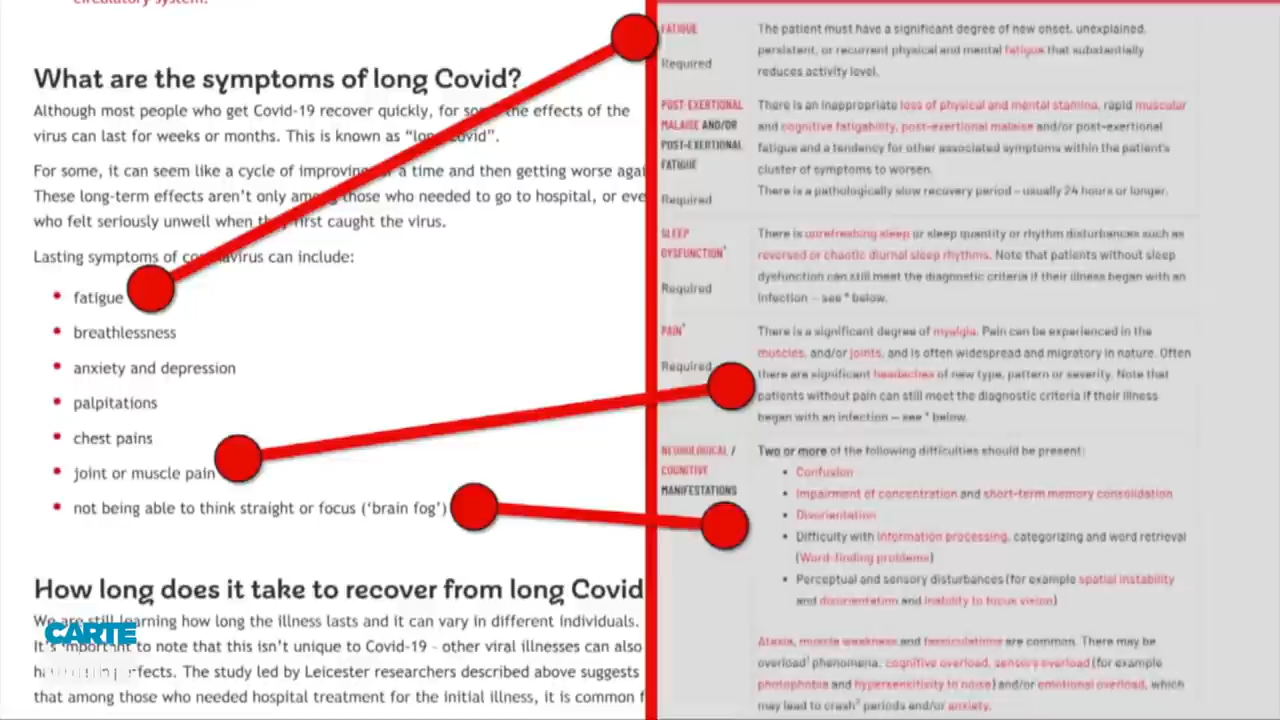 circulatory system.
What are the symptoms of long Covid?
Although most people who get Covid-19 recover quickly, for some the effects of the
virus can last for weeks or months. This is known as “long Covid”.
For some, it can seem like a cycle of improving for a time and then getting worse agai
These long-term effects aren’t only among those who needed to go to hospital, or eve
who felt seriously unwell when they first caught the virus.
Lasting symptoms of coronavirus can include:
• fatigue
• breathlessness
• anxiety and depression
• palpitations
• chest pains
• joint or muscle pain
• not being able to think straight or focus (‘brain fog’)
How long does it take to recover from long Covid
We are still learning how long the illness lasts and it can vary in different individuals.
It’s important to note that this isn’t unique to Covid-19 - other viral illnesses can also
effects. The study led by Leicester researchers described above suggests
that among those who needed hospital treatment for the initial illness, it is common f
CARTE
FATIGUE
Required
The patient must have a significant degree of new onset, unexplained,
persistent, or recurrent physical and mental fatigue that substantially
reduces activity level.
POST-EXERTIONAL
MALAISE AND/OR
POST-EXERTIONAL
FATIGUE
Required
There is an inappropriate loss of physical and mental stamina, rapid muscular
and cognitive fatigability, post-exertional malaise and/or post-exertional
fatigue and a tendency for other associated symptoms within the patient's
cluster of symptoms to worsen.
There is a pathologically slow recovery period – usually 24 hours or longer.
SLEEP
DYSFUNCTION*
Required
There is unrefreshing sleep or sleep quantity or rhythm disturbances such as
reversed or chaotic diurnal sleep rhythms. Note that patients without sleep
dysfunction can still meet the diagnostic criteria if their illness began with an
infection – see * below.
PAIN*
Required
There is a significant degree of myalgia. Pain can be experienced in the
muscles, and/or joints, and is often widespread and migratory in nature. Often
there are significant headaches of new type, pattern or severity. Note that
patients without pain can still meet the diagnostic criteria if their illness
began with an infection – see * below.
NEUROLOGICAL /
COGNITIVE
MANIFESTATIONS
Two or more of the following difficulties should be present:
• Confusion
• Impairment of concentration and short-term memory consolidation
• Disorientation
• Difficulty with information processing, categorizing and word retrieval
(Word-finding problems)
• Perceptual and sensory disturbances (for example spatial instability
and disorientation and inability to focus vision)
Ataxia, muscle weakness and fasciculations are common. There may be
overload¹ phenomena: cognitive overload, sensory overload (for example
photophobia and hypersensitivity to noise) and/or emotional overload, which
may lead to crash² periods and/or anxiety.